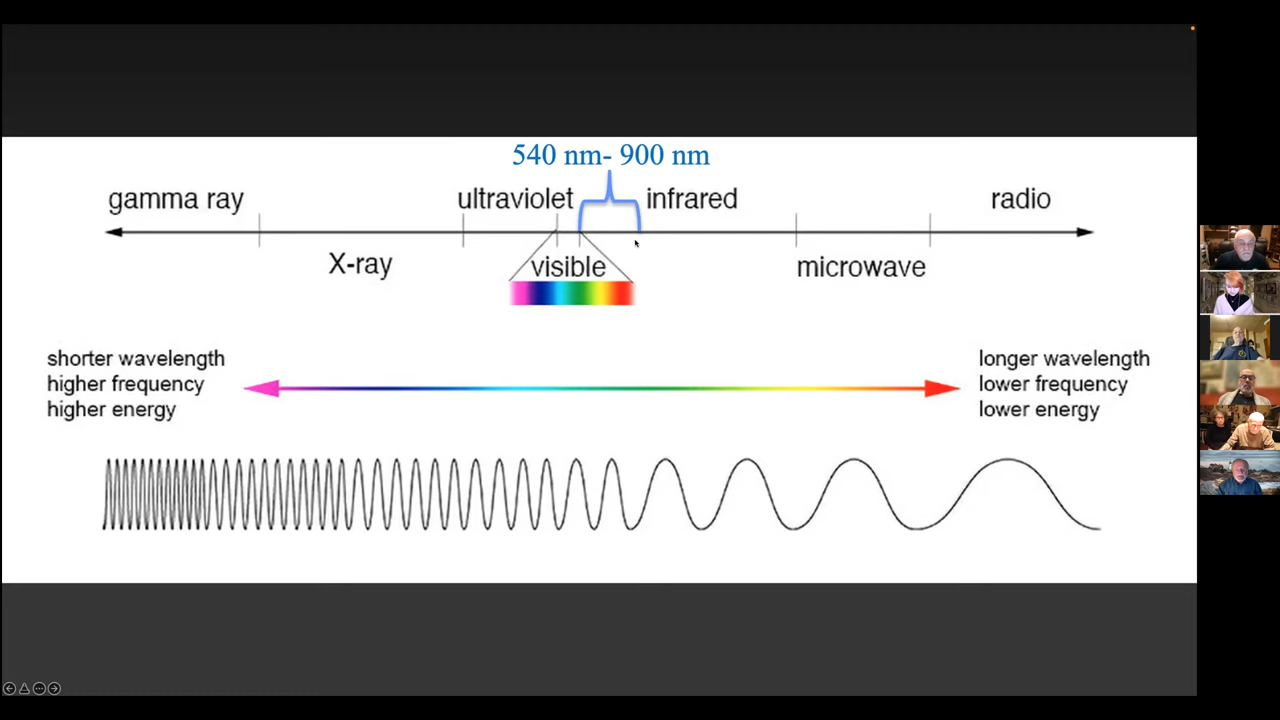 540 nm- 900 nm
gamma ray
ultraviolet
infrared
radio
X-ray
visible
microwave
shorter wavelength
higher frequency
higher energy
longer wavelength
lower frequency
lower energy